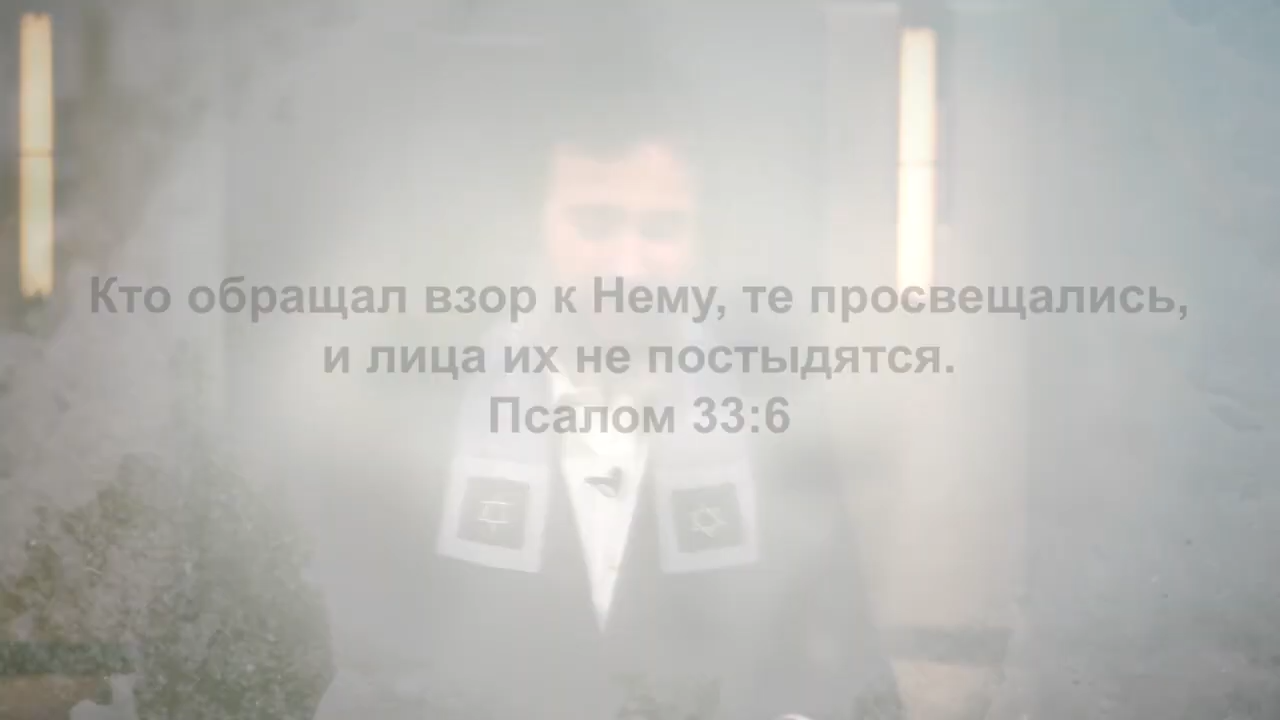 Кто обращал взор к Нему, те просвещались,
и лица их не постыдятся.
Псалом 33:6